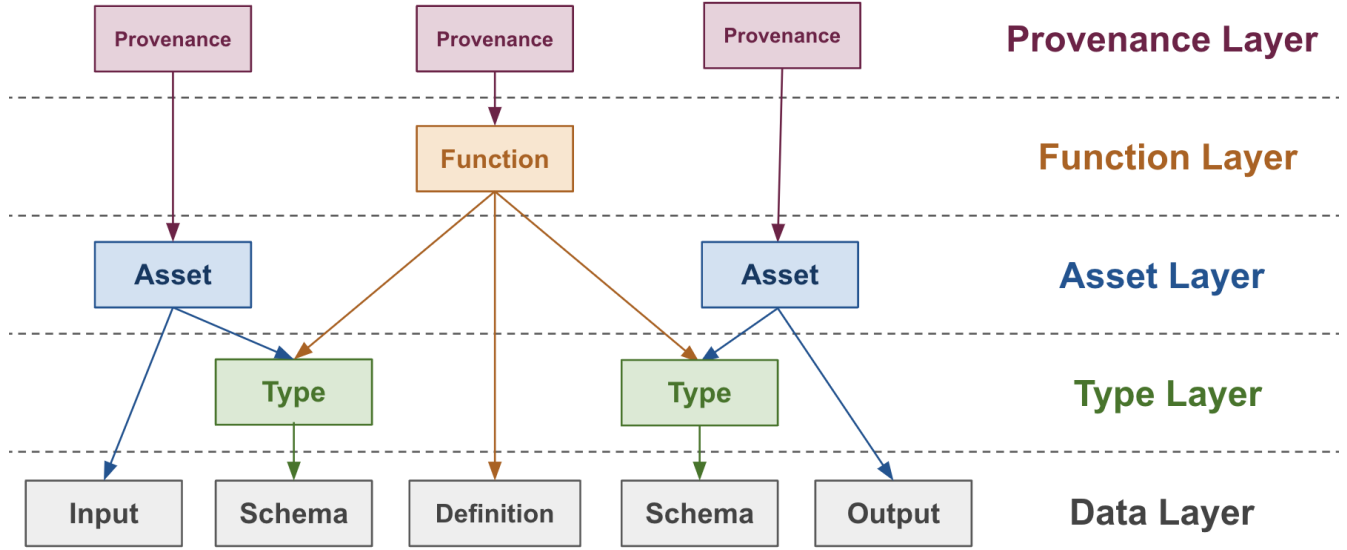 Provenance
Provenance
Provenance
Provenance Layer
Function
Function Layer
Asset
Asset
Asset Layer
Type
Type
Type Layer
Input
Schema
Definition
Schema
Output
Data Layer